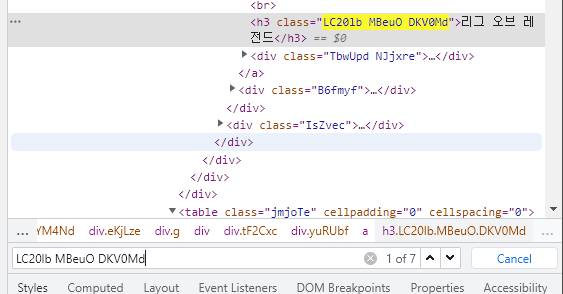 <br>
<h3 class="LC20lb MBeuO DKV0Md">리그 오브 레
전드</h3> == $0
<div class="TbwUpd NJjxre">…</div>
</a>
<div class="B6fmyf">…</div>
</div>
<div class="IsZvec">…</div>
</div>
</div>
</div>
</div>
<table class="jmjoTe" cellpadding="0" cellspacing="0">
... YM4Nd div.eKjLze div.g div div.tF2Cxc div.yuRUbf a h3.LC20lb.MBeuO.DKV0Md ...
LC20lb MBeuO DKV0Md 1 of 7 Cancel
Styles Computed Layout Event Listeners DOM Breakpoints Properties Accessibility